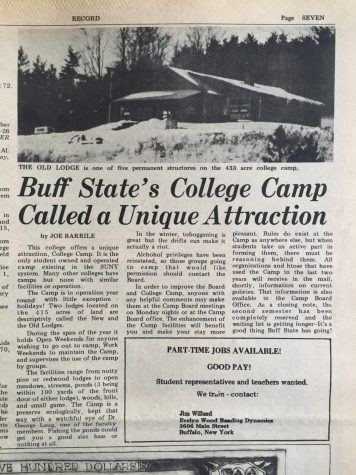 RECORD
Page SEVEN
THE OLD LODGE is one of five permanent structures on the 433 acre college camp,
Buff State's College Camp
Called a Unique Attraction
by JOE BARRILE
This college offers a unique
attraction, College Camp. It is the
only student owned and operated
camp existing in the SUNY
system. Many other colleges have
camps but none with similar
facilities or operation.
The Camp is in operation year
round with little exception -
holidays! Two lodges located on
the 415 acres of land are
descriptively called the New and
the Old Lodges.
During the span of the year it
holds Open Weekends for anyone
wishing to go out to camp, Work
Weekends to maintain the Camp,
and supervises the use of the camp
by groups.
The facilities range from nutty
pine or redwood lodges to open
meadows, streams, ponds (3 being
within 100 yards of the front
door of either lodge), woods, hills,
and small game. The Camp is a
preserve ecologically, kept that
way with a watchful eye of Dr.
George Laug, one of the faculty
members. Fishing the ponds could
get you a good size bass or
nothing at all.
In the winter, tobogganing is
great but the drifts can make it
actually a riot.
Alchohol privileges have been
reinstated, so those groups going
to camp that would like
permission should contact the
Board.
In order to improve the Board
and College Camp, anyone with
any helpful comments may make
them at the Camp Board meetings
on Monday nights or at the Camp
Board office. The enhancement of
the Camp facilities will benefit
you and make your stay more
pleasant. Rules do exist at the
Camp as anywhere else, but when
students take an active part in
forming them, there must be
reasoning behind them. All
organizations and those that have
used the Camp in the last two
years will receive in the mail,
shortly, information on current
policies. That information is also
available in the Camp Board
Office. As a closing note, the
second semester has been
completely reserved and the
waiting list is getting longer--It's a
good thing Buff State is going!
PART-TIME JOBS AVAILABLE!
GOOD PAY!
Student representatives and teachers wanted.
We train - contact:
Jim Willard
Evelyn Wood Reading Dynamics
3606 Main Street
Buffalo, New York
FIVE HUNDRED DOLLARS